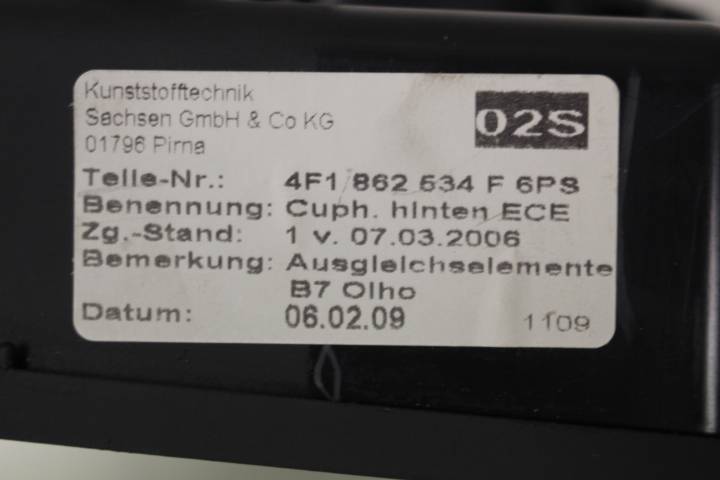 Kunststofftechnik
Sachsen GmbH & Co KG
01796 Pirna
02S
Teile-Nr.: 4F1 862 534 F 6PS
Benennung: Cuph. hinten ECE
Zg.-Stand: 1 v. 07.03.2006
Bemerkung: Ausgleichselemente
B7 Olho
Datum: 06.02.09 1109